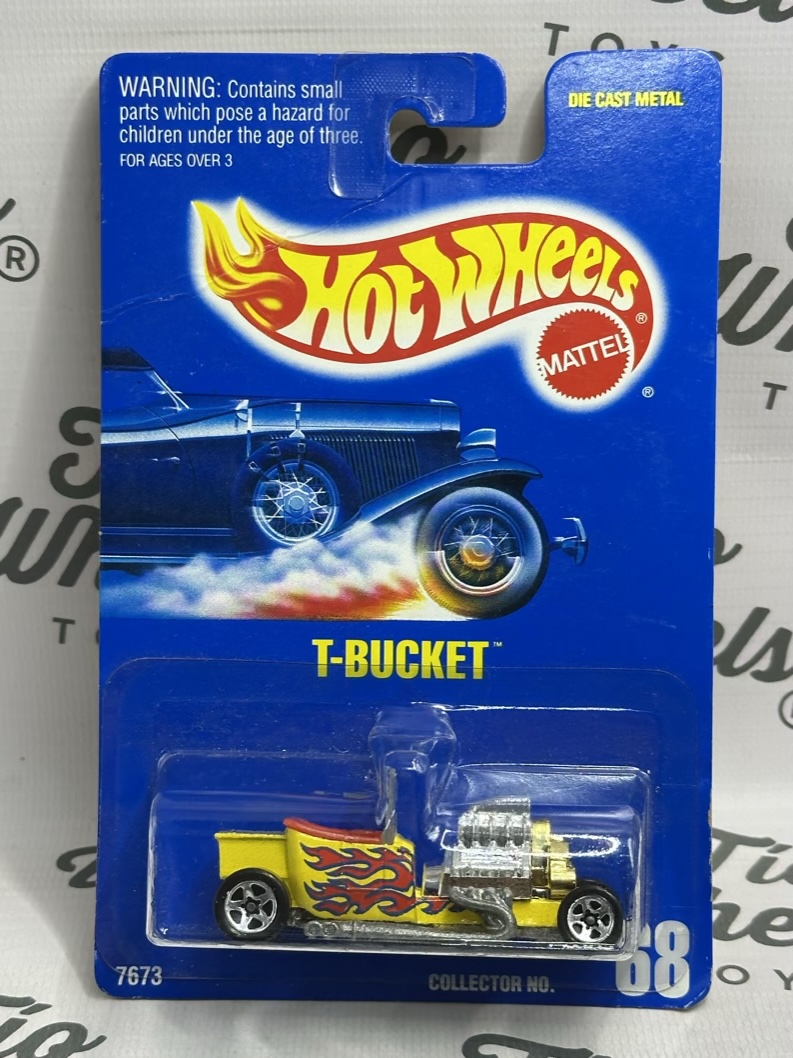 WARNING: Contains small
parts which pose a hazard for
children under the age of three.
FOR AGES OVER 3
DIE CAST METAL
HOT WHEELS®
MATTEL
®
T-BUCKET™
7673
COLLECTOR NO.
68